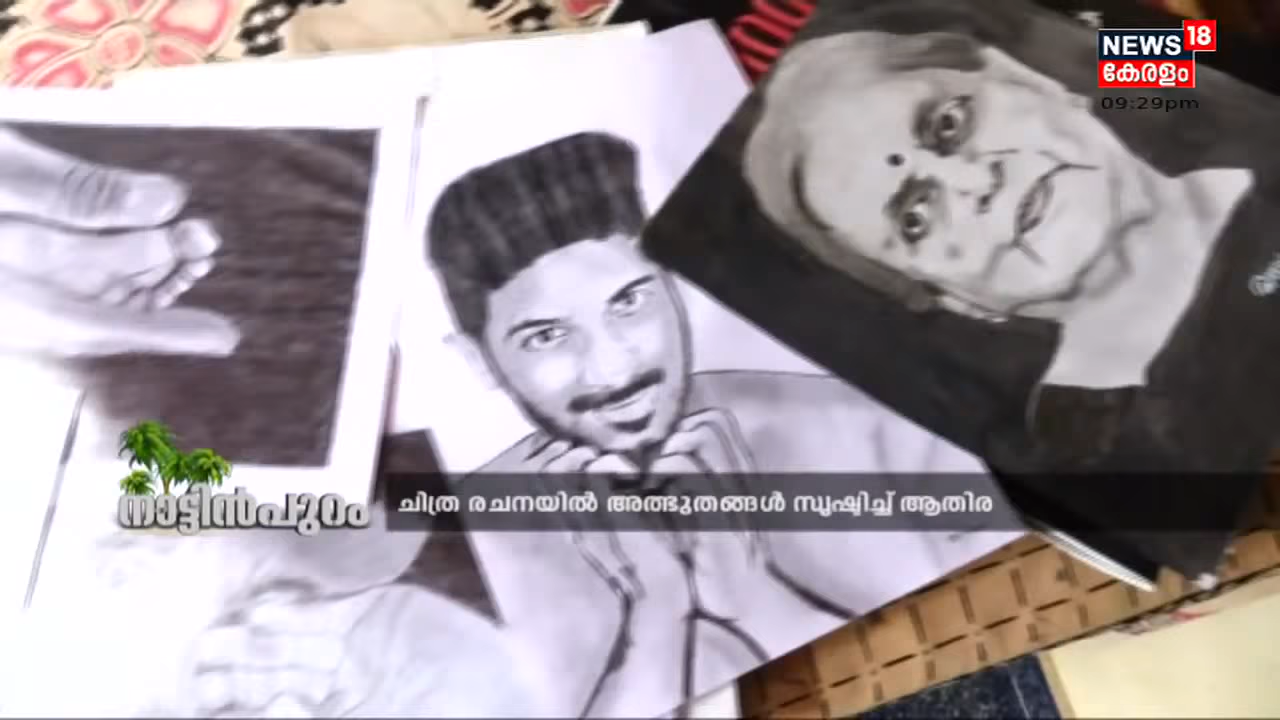 NEWS 18
കേരളം
09:29pm
നാട്ടിൻപുറം
ചിത്ര രചനയിൽ അത്ഭുതങ്ങൾ സൃഷ്ടിച്ച് ആതിര